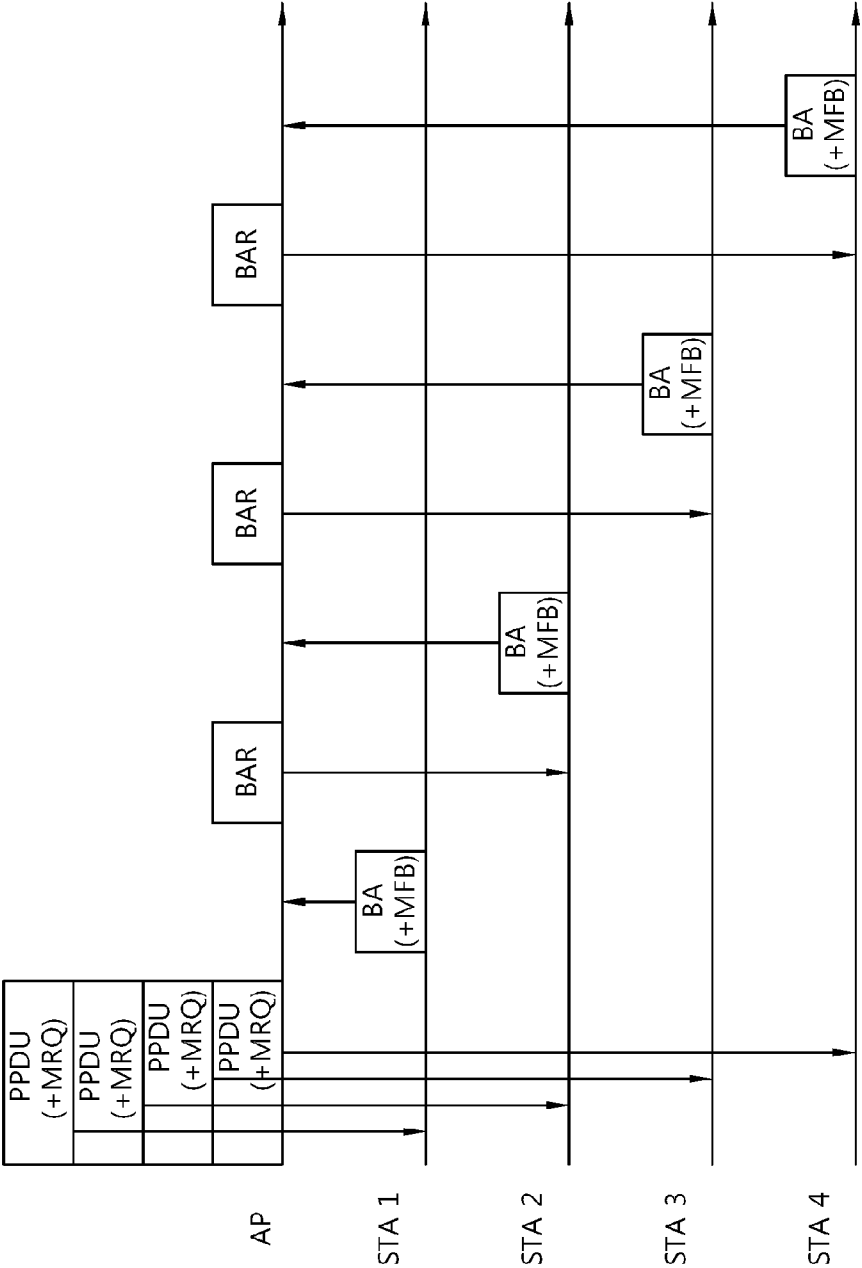 PPDU
(+MRQ)
PPDU
(+MRQ)
PPDU
(+MRQ)
PPDU
(+MRQ)
BAR
BAR
BAR
AP
BA
(+MFB)
STA 1
BA
(+MFB)
STA 2
BA
(+MFB)
STA 3
BA
(+MFB)
STA 4